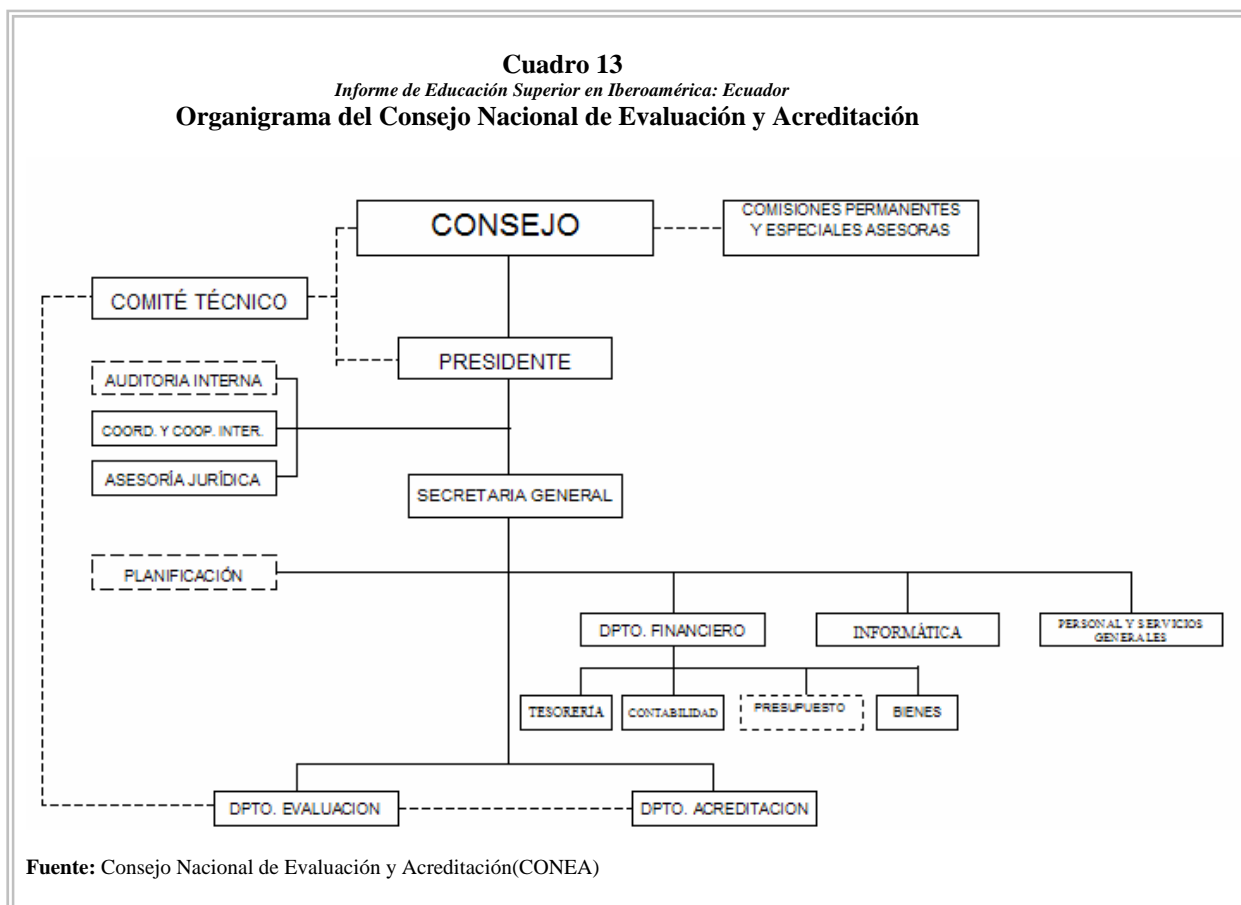 Cuadro 13
Informe de Educación Superior en Iberoamérica: Ecuador
Organigrama del Consejo Nacional de Evaluación y Acreditación
CONSEJO
COMISIONES PERMANENTES
Y ESPECIALES ASESORAS
COMITÉ TÉCNICO
PRESIDENTE
AUDITORIA INTERNA
COORD. Y COOP. INTER.
ASESORÍA JURÍDICA
SECRETARIA GENERAL
PLANIFICACIÓN
DPTO. FINANCIERO
INFORMÁTICA
PERSONAL Y SERVICIOS
GENERALES
TESORERÍA
CONTABILIDAD
PRESUPUESTO
BIENES
DPTO. EVALUACION
DPTO. ACREDITACION
Fuente: Consejo Nacional de Evaluación y Acreditación(CONEA)